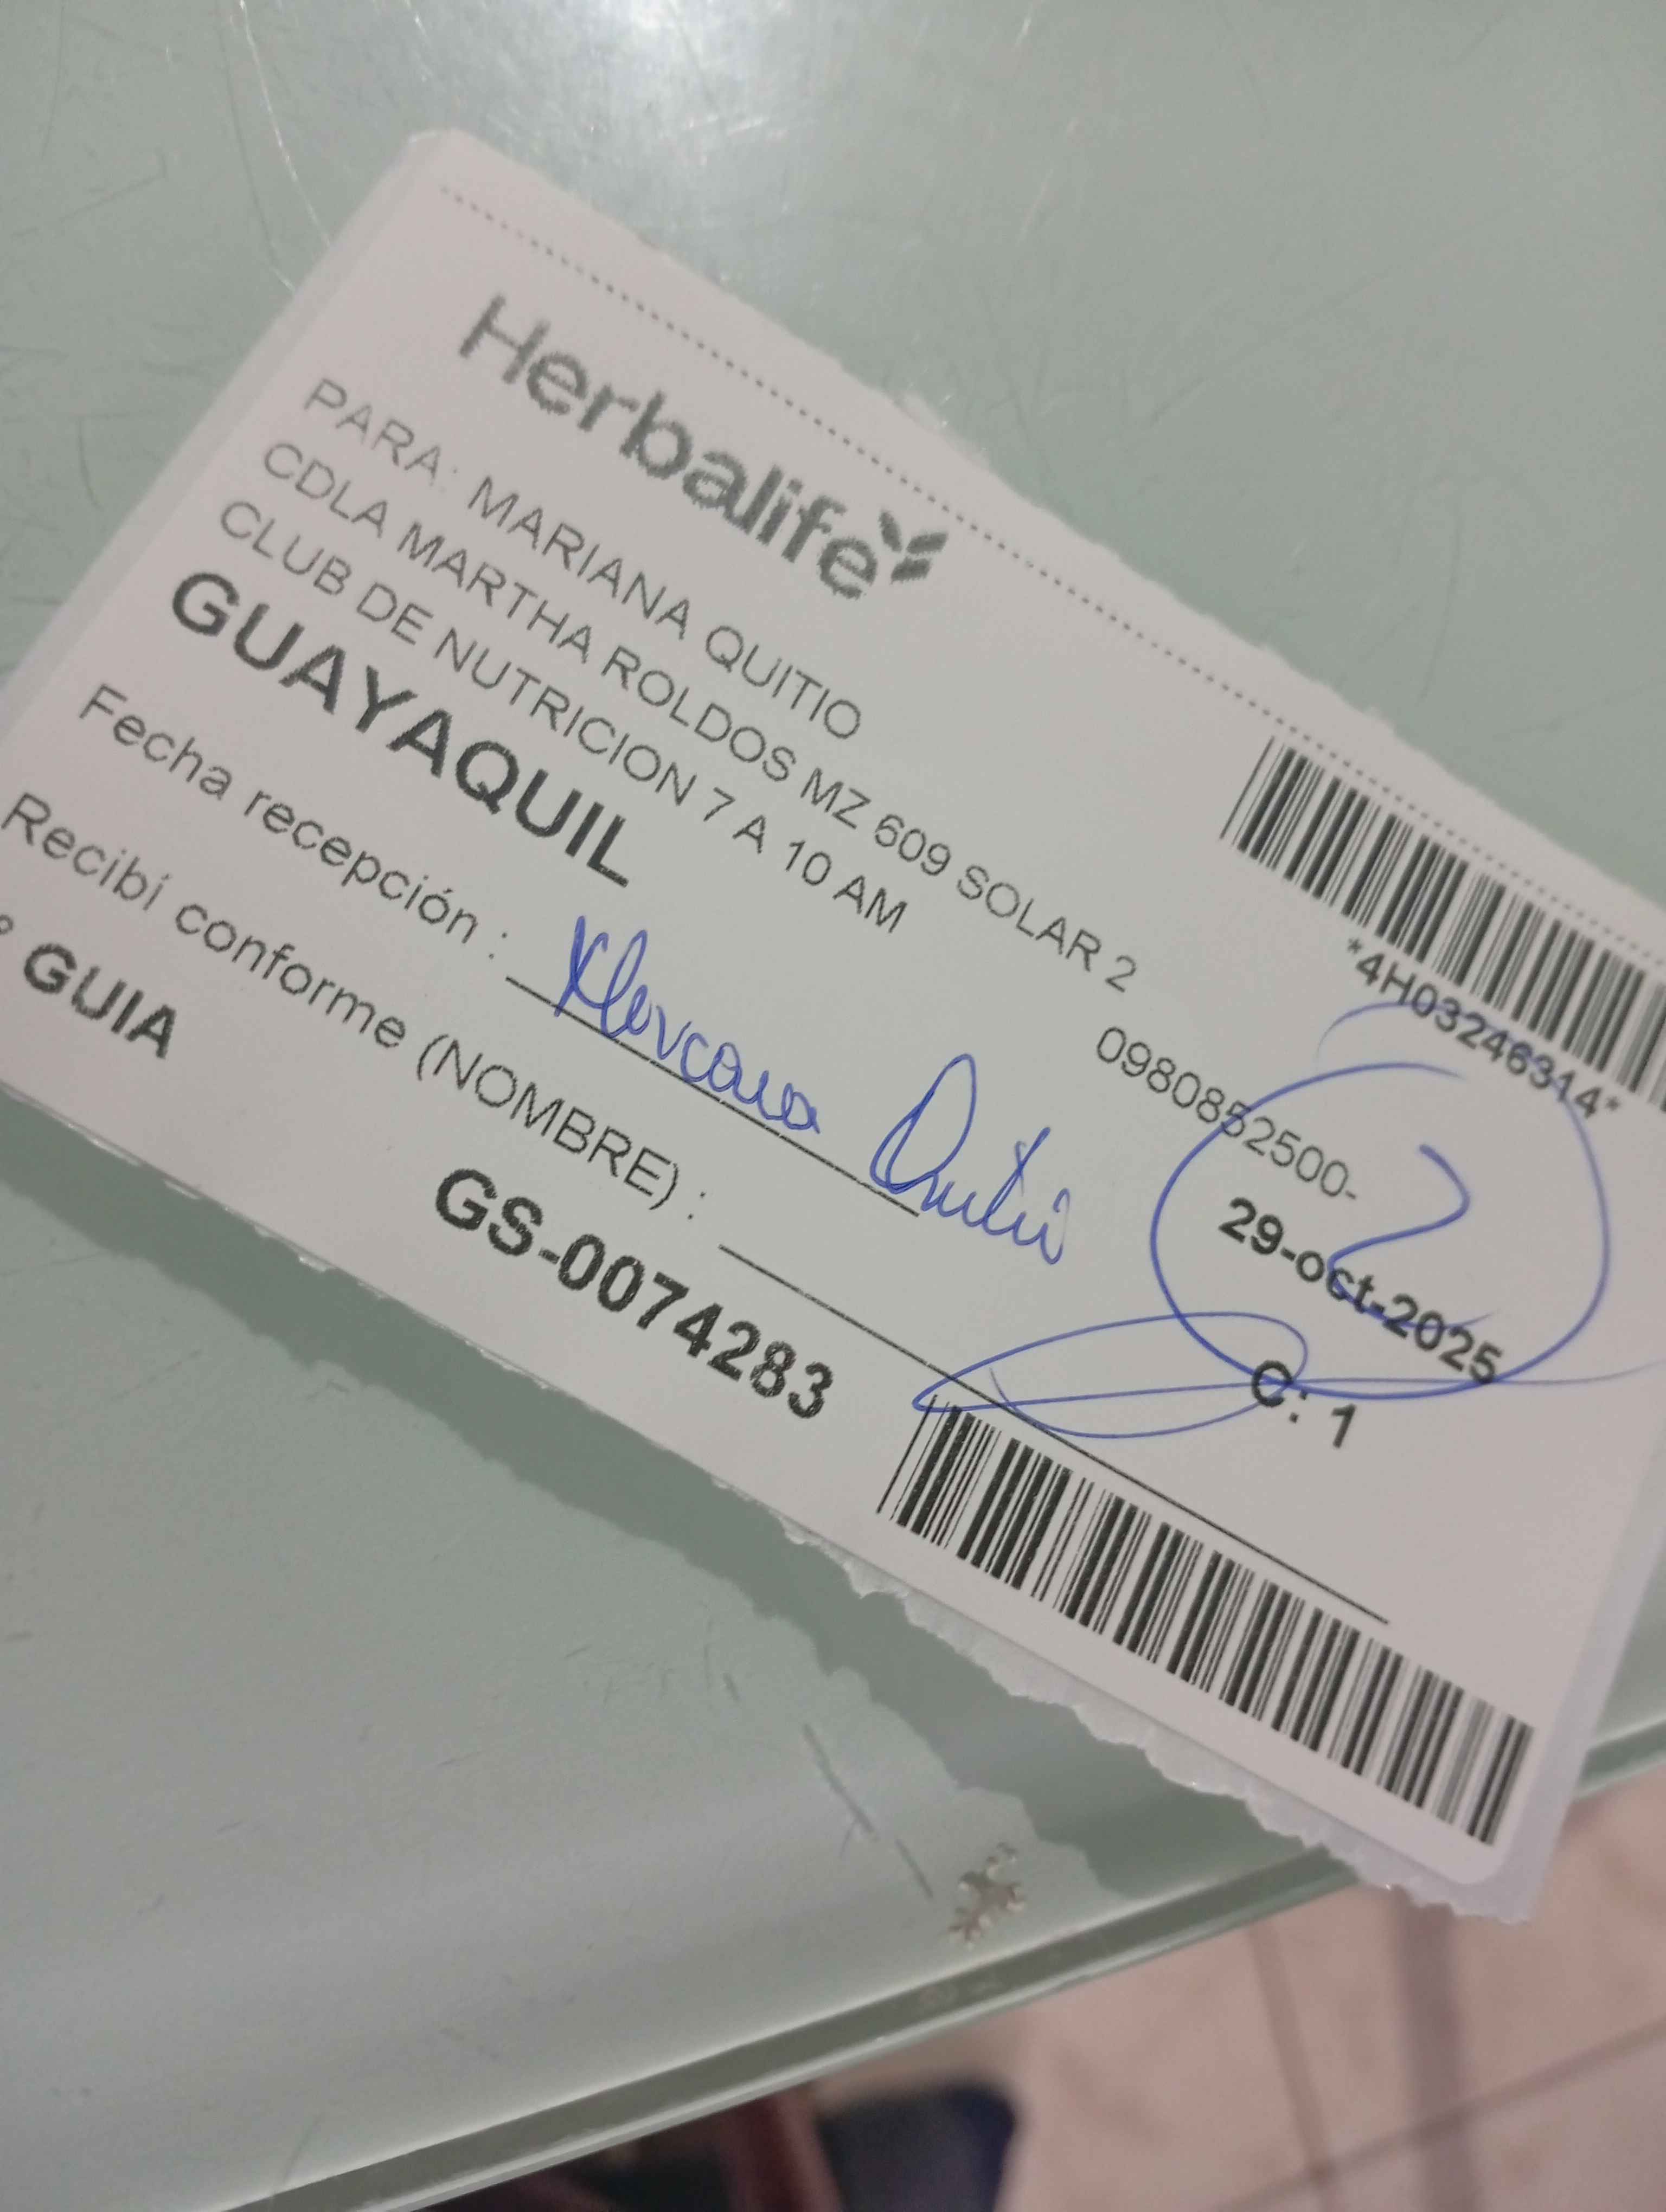 Herbalife
PARA: MARIANA QUITIO
CDLA MARTHA ROLDOS MZ 609 SOLAR 2
CLUB DE NUTRICION 7 A 10 AM
GUAYAQUIL
*4H03246314*
0980852500-
29-oct-2025
2
C: 1
Fecha recepción :
Recibí conforme (NOMBRE) :
° GUIA GS-0074283